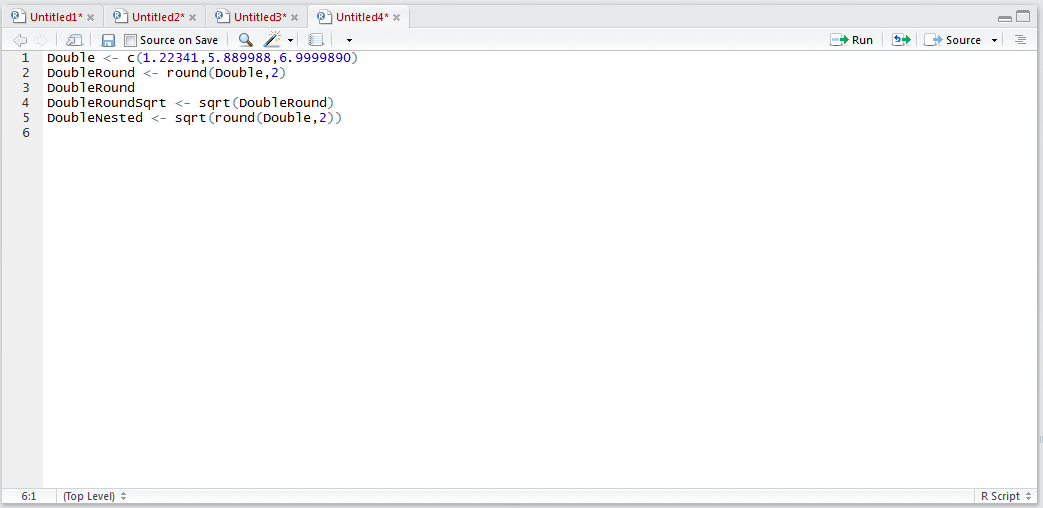 Untitled1* Untitled2* Untitled3* Untitled4*
Source on Save Run Source
1 Double <- c(1.22341,5.889988,6.9999890)
2 DoubleRound <- round(Double,2)
3 DoubleRound
4 DoubleRoundSqrt <- sqrt(DoubleRound)
5 DoubleNested <- sqrt(round(Double,2))
6
6:1 (Top Level) R Script